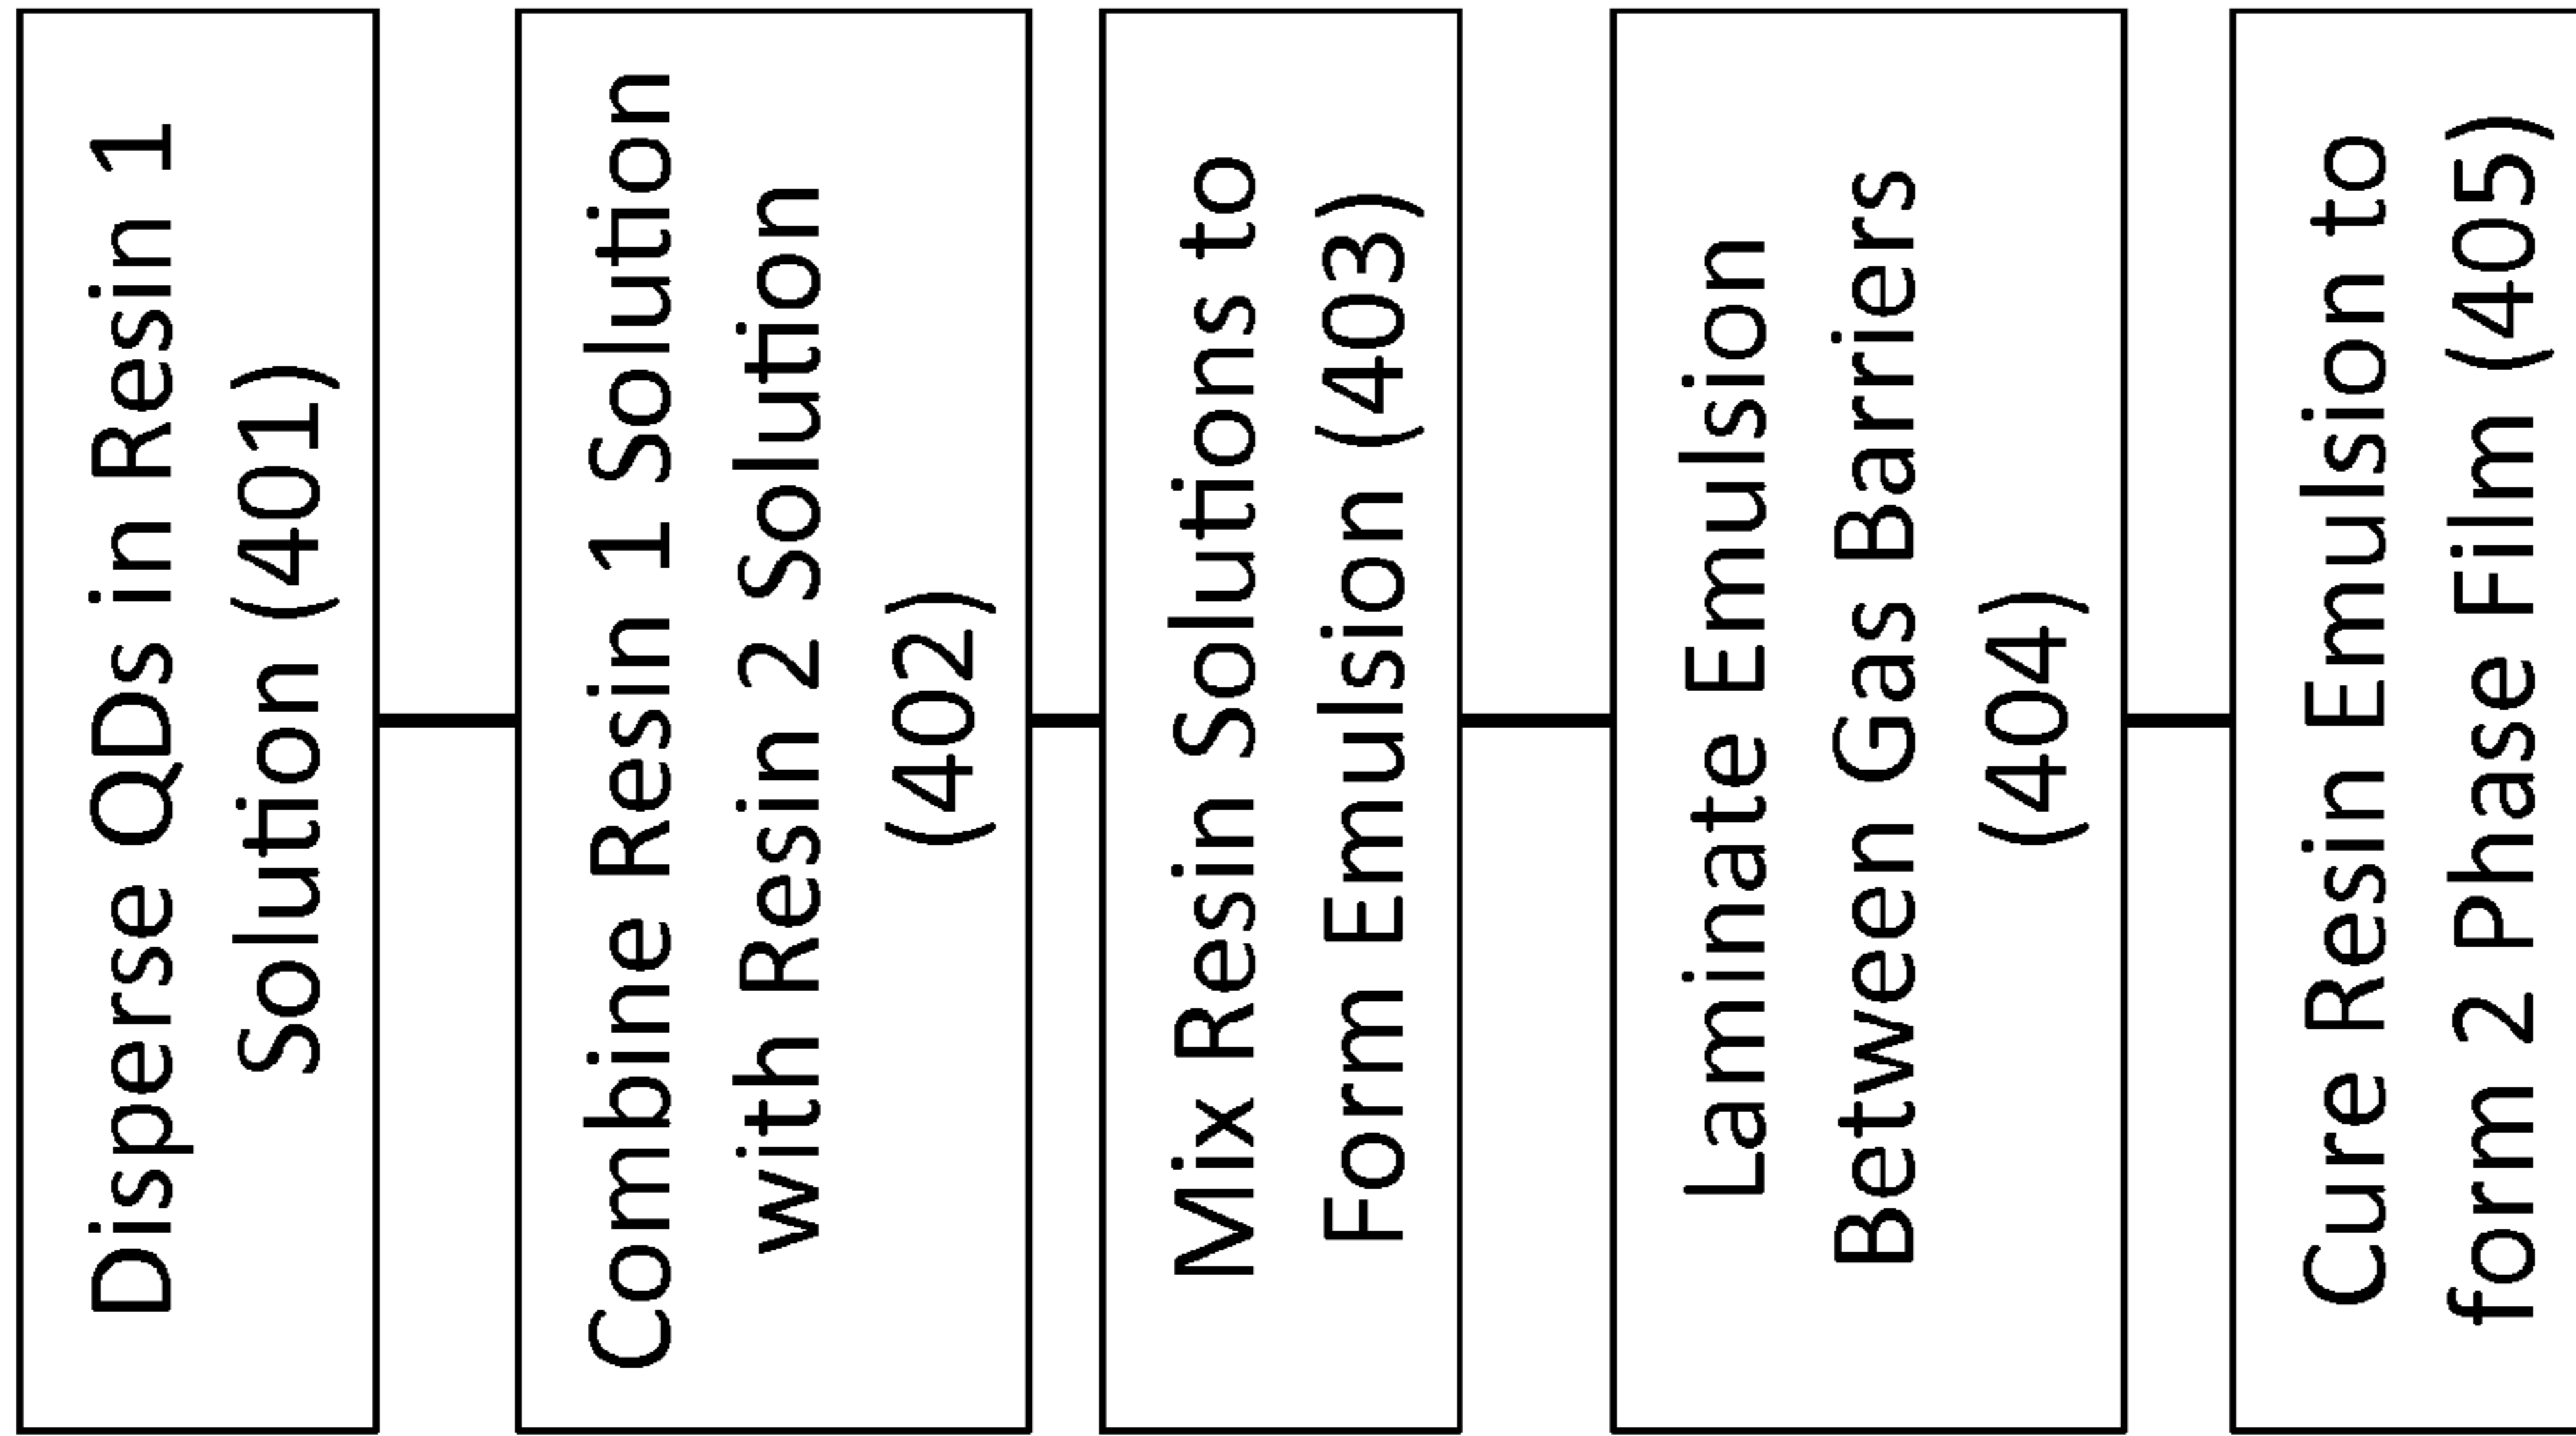 Disperse QDs in Resin 1
Solution (401)
Combine Resin 1 Solution
with Resin 2 Solution
(402)
Mix Resin Solutions to
Form Emulsion (403)
Laminate Emulsion
Between Gas Barriers
(404)
Cure Resin Emulsion to
form 2 Phase Film (405)